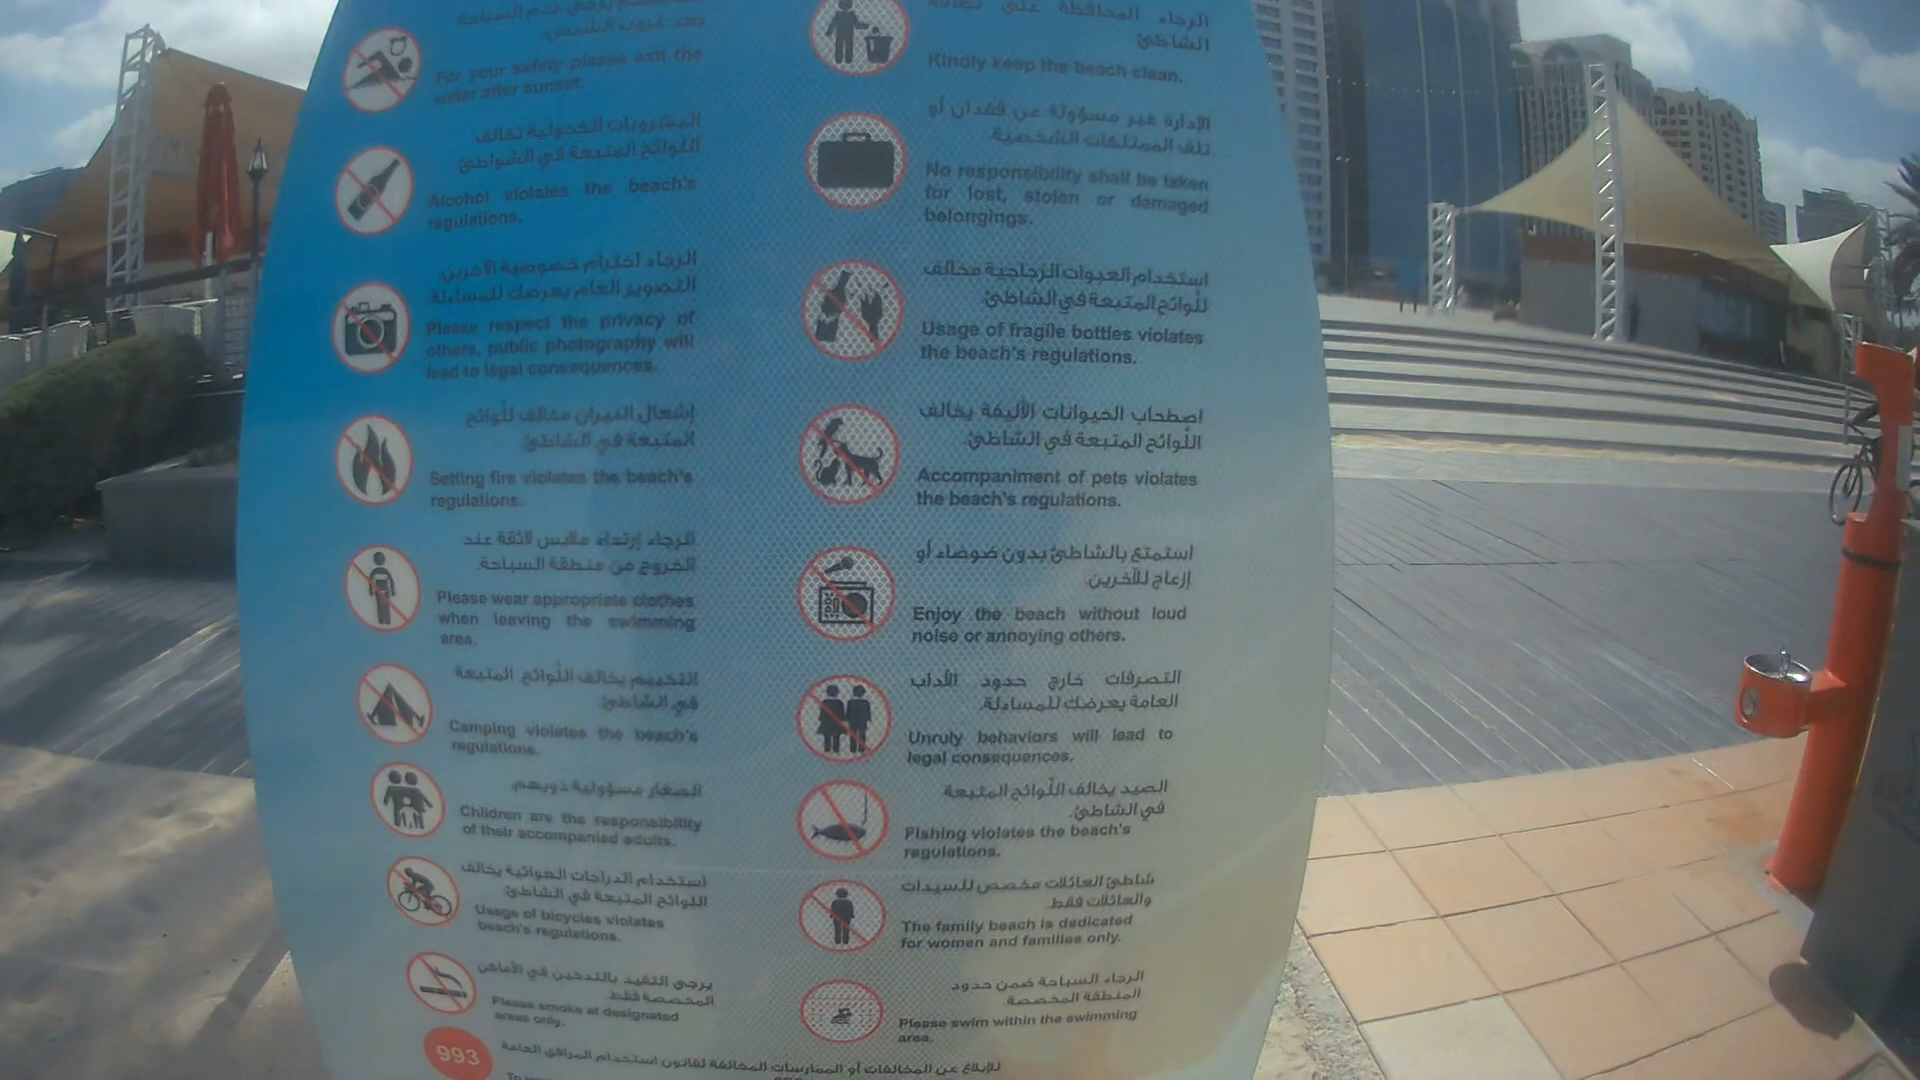 بعد غروب الشمس.
For your safety please exit the
water after sunset.
المشروبات الكحولية تخالف
اللوائح المتبعة في الشواطئ
Alcohol violates the beach's
regulations.
الرجاء احترام خصوصية الآخرين
التصوير العام يعرضك للمساءلة
Please respect the privacy of
others, public photography will
lead to legal consequences.
إشعال النيران مخالف للّوائح
المتبعة في الشاطئ
Setting fire violates the beach's
regulations.
الرجاء إرتداء ملابس لائقة عند
الخروج من منطقة السباحة.
Please wear appropriate clothes
when leaving the swimming
area.
التخييم يخالف اللّوائح المتبعة
في الشاطئ.
Camping violates the beach's
regulations.
الصغار مسؤولية ذويهم.
Children are the responsibility
of their accompanied adults.
استخدام الدراجات الهوائية يخالف
اللوائح المتبعة في الشاطئ.
Usage of bicycles violates
beach's regulations.
يرجى التقيد بالتدخين في الأماكن
المخصصة فقط.
Please smoke at designated
areas only.
الرجاء المحافظة على نظافة
الشاطئ
Kindly keep the beach clean.
الإدارة غير مسؤولة عن فقدان أو
تلف الممتلكات الشخصية.
No responsibility shall be taken
for lost, stolen or damaged
belongings.
استخدام العبوات الزجاجية مخالف
للّوائح المتبعة في الشاطئ.
Usage of fragile bottles violates
the beach's regulations.
اصطحاب الحيوانات الأليفة يخالف
اللّوائح المتبعة في الشاطئ.
Accompaniment of pets violates
the beach's regulations.
استمتع بالشاطئ بدون ضوضاء أو
إزعاج للآخرين.
Enjoy the beach without loud
noise or annoying others.
التصرفات خارج حدود الأداب
العامة يعرضك للمساءلة.
Unruly behaviors will lead to
legal consequences.
الصيد يخالف اللّوائح المتبعة
في الشاطئ.
Fishing violates the beach's
regulations.
شاطئ العائلات مخصص للسيدات
والعائلات فقط.
The family beach is dedicated
for women and families only.
الرجاء السباحة ضمن حدود
المنطقة المخصصة.
Please swim within the swimming
area.
993
للإبلاغ عن المخالفات أو الممارسات المخالفة لقانون استخدام المرافق العامة